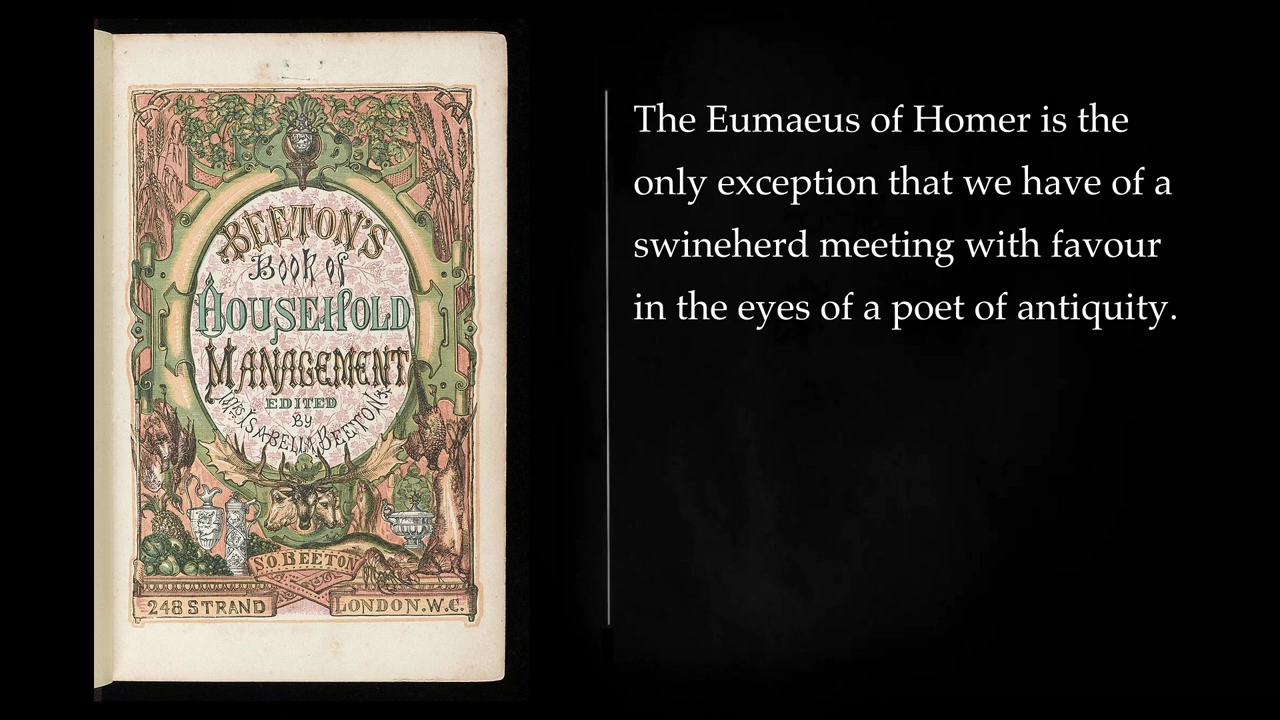 BEETON'S
Book of
HOUSEHOLD
MANAGEMENT
EDITED
By
MRS ISABELLA BEETON
S.O. BEETON
248 STRAND
LONDON. W.C.
The Eumaeus of Homer is the
only exception that we have of a
swineherd meeting with favour
in the eyes of a poet of antiquity.